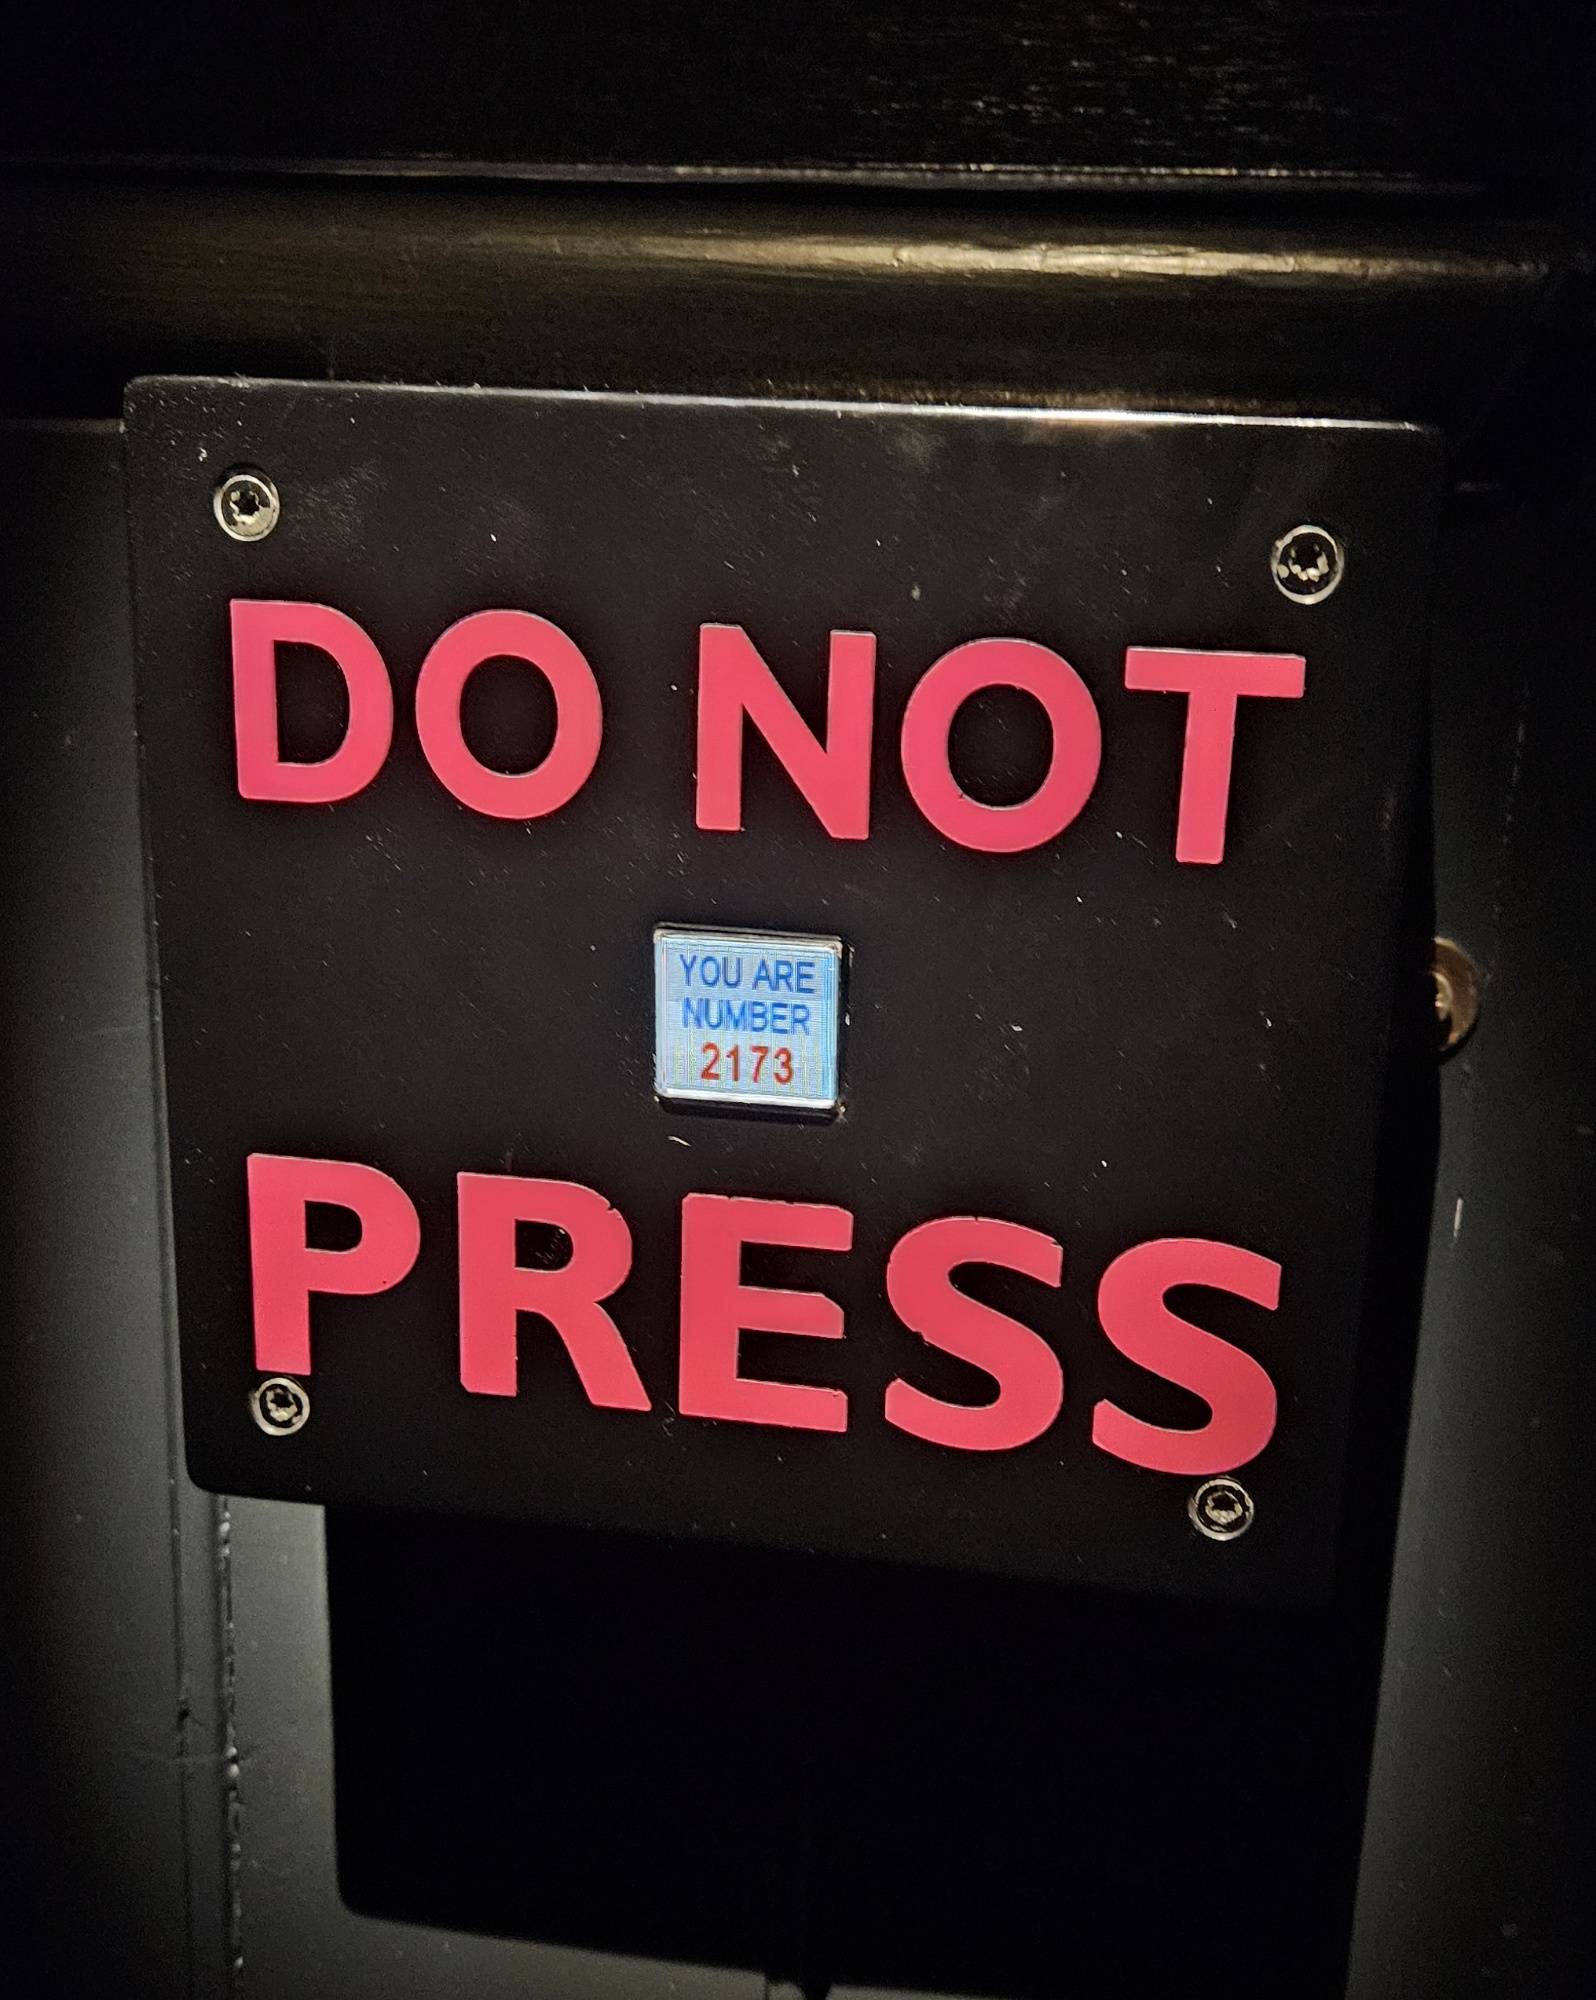 DO NOT
YOU ARE
NUMBER
2173
PRESS